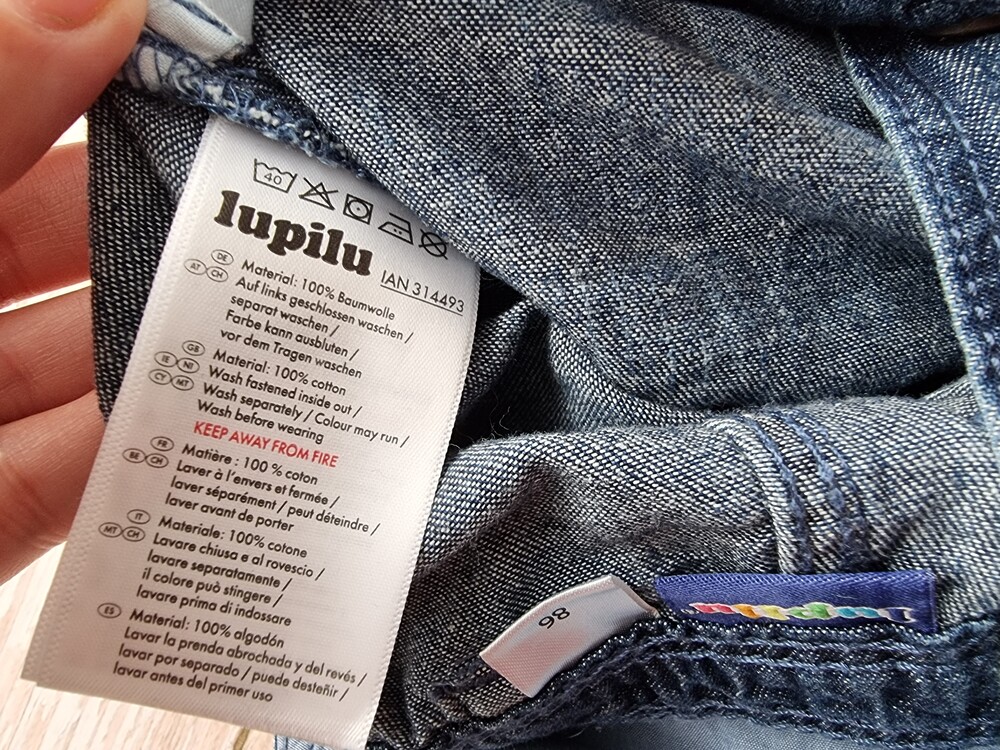 40
lupilu
IAN 314493
DE AT CH Material: 100% Baumwolle
Auf links geschlossen waschen /
separat waschen /
Farbe kann ausbluten /
vor dem Tragen waschen
GB IE NI CY MT Material: 100% cotton
Wash fastened inside out /
Wash separately / Colour may run /
Wash before wearing
KEEP AWAY FROM FIRE
FR BE CH Matière : 100 % coton
Laver à l'envers et fermée /
laver séparément / peut déteindre /
laver avant de porter
IT MT CH Materiale: 100% cotone
Lavare chiusa e al rovescio /
lavare separatamente /
il colore può stingere /
lavare prima di indossare
ES Material: 100% algodón
Lavar la prenda abrochada y del revés /
lavar por separado / puede desteñir /
lavar antes del primer uso